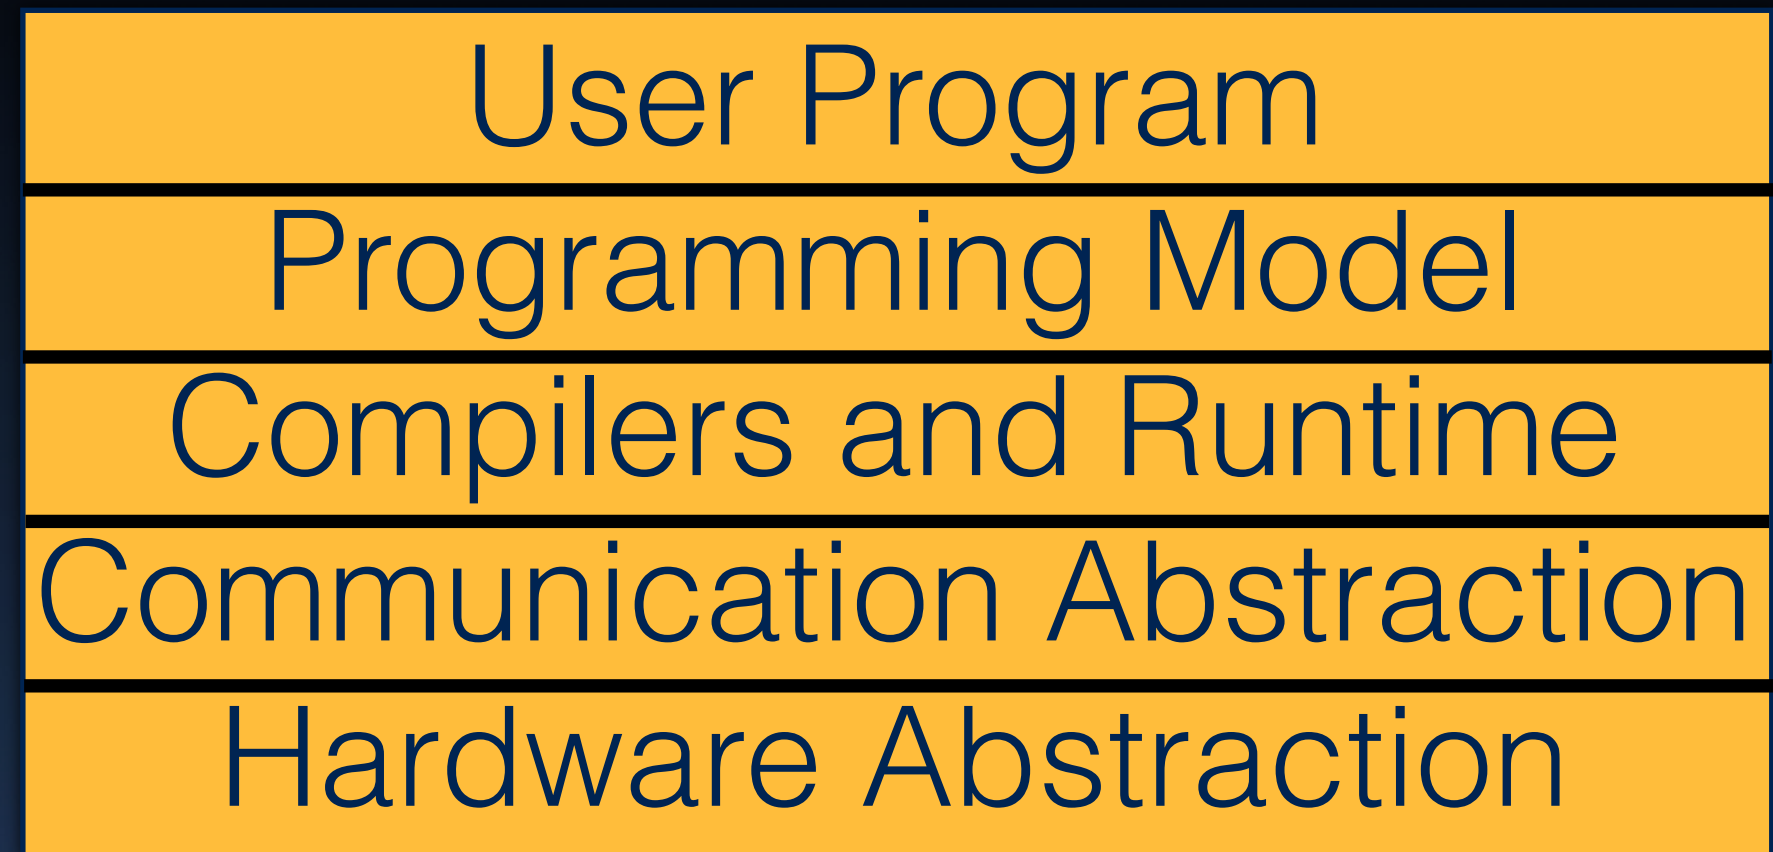 User Program
Programming Model
Compilers and Runtime
Communication Abstraction
Hardware Abstraction